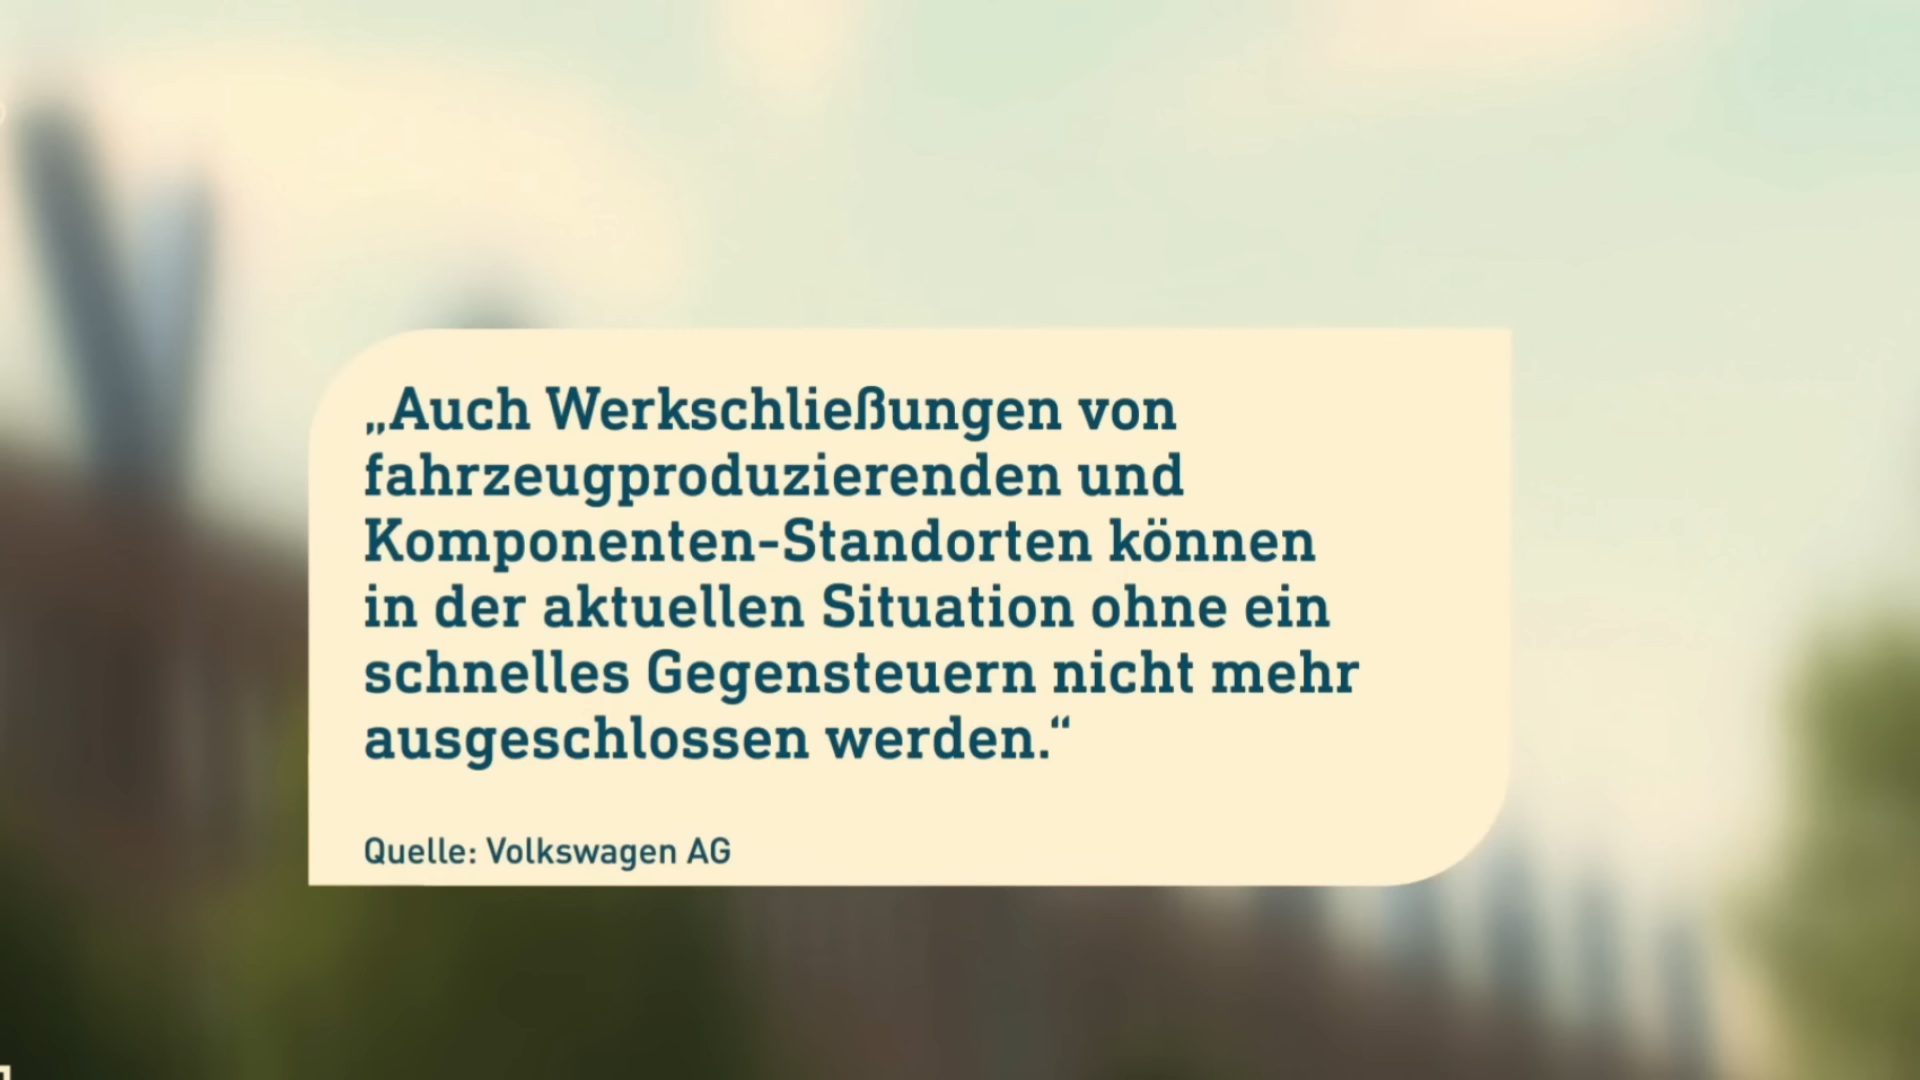 „Auch Werkschließungen von
fahrzeugproduzierenden und
Komponenten-Standorten können
in der aktuellen Situation ohne ein
schnelles Gegensteuern nicht mehr
ausgeschlossen werden.“
Quelle: Volkswagen AG